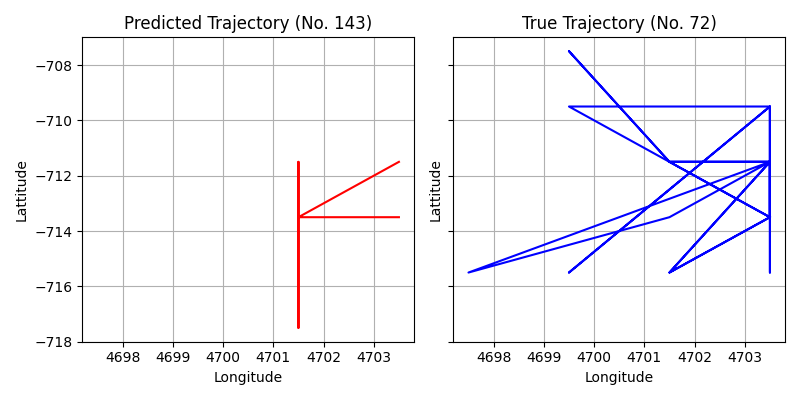 Predicted Trajectory (No. 143)
True Trajectory (No. 72)
Lattitude
−708
−710
−712
−714
−716
−718
4698 4699 4700 4701 4702 4703
Longitude
Lattitude
4698 4699 4700 4701 4702 4703
Longitude